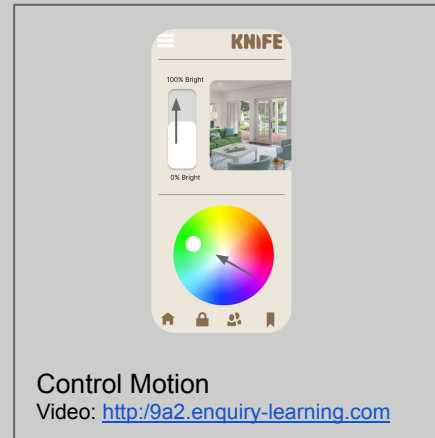 KNIFE
100% Bright
0% Bright
Control Motion
Video: http:/9a2.enquiry-learning.com